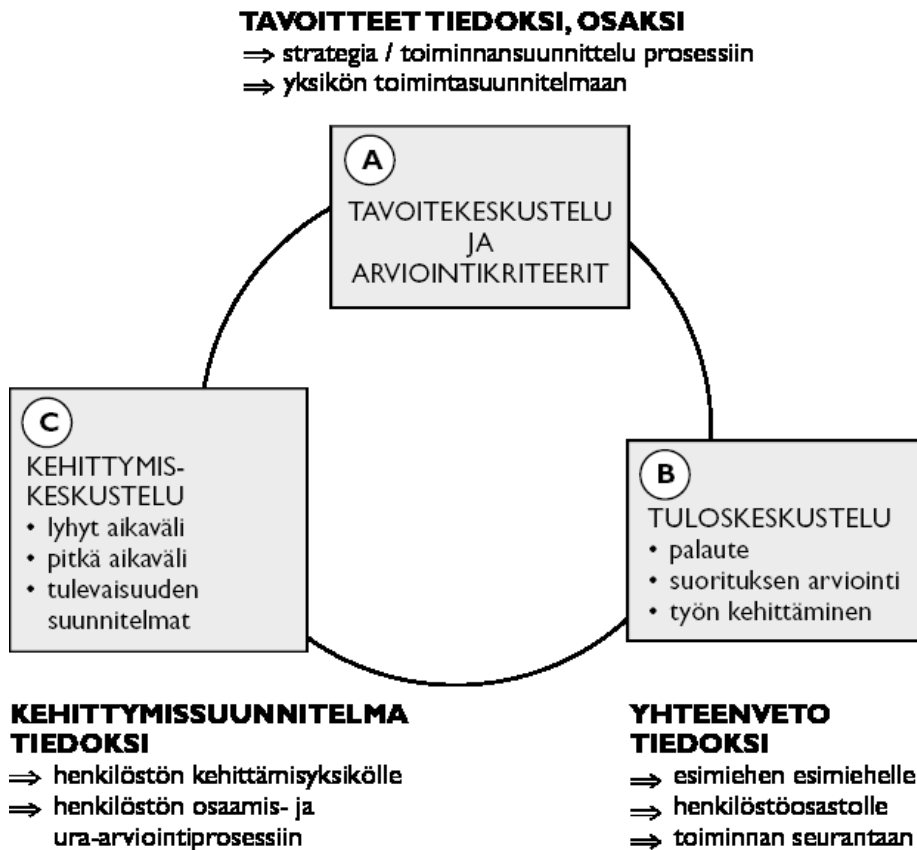 TAVOITTEET TIEDOKSI, OSAKSI
⇒ strategia / toiminnansuunnittelu prosessiin
⇒ yksikön toimintasuunnitelmaan
A
TAVOITEKESKUSTELU
JA
ARVIOINTIKRITEERIT
C
KEHITTYMIS-
KESKUSTELU
• lyhyt aikaväli
• pitkä aikaväli
• tulevaisuuden
suunnitelmat
B
TULOSKESKUSTELU
• palaute
• suorituksen arviointi
• työn kehittäminen
KEHITTYMISSUUNNITELMA
TIEDOKSI
⇒ henkilöstön kehittämisyksikölle
⇒ henkilöstön osaamis- ja
ura-arviointiprosessiin
YHTEENVETO
TIEDOKSI
⇒ esimiehen esimiehelle
⇒ henkilöstöosastolle
⇒ toiminnan seurantaan